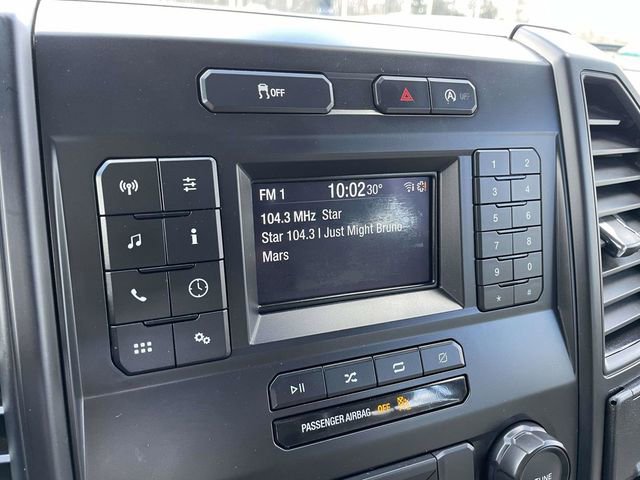 OFF
A OFF
FM 1 10:02 30°
104.3 MHz Star
Star 104.3 I Just Might Bruno
Mars
1 2
3 4
5 6
7 8
9 0
* #
i
PASSENGER AIRBAG OFF
TUNE